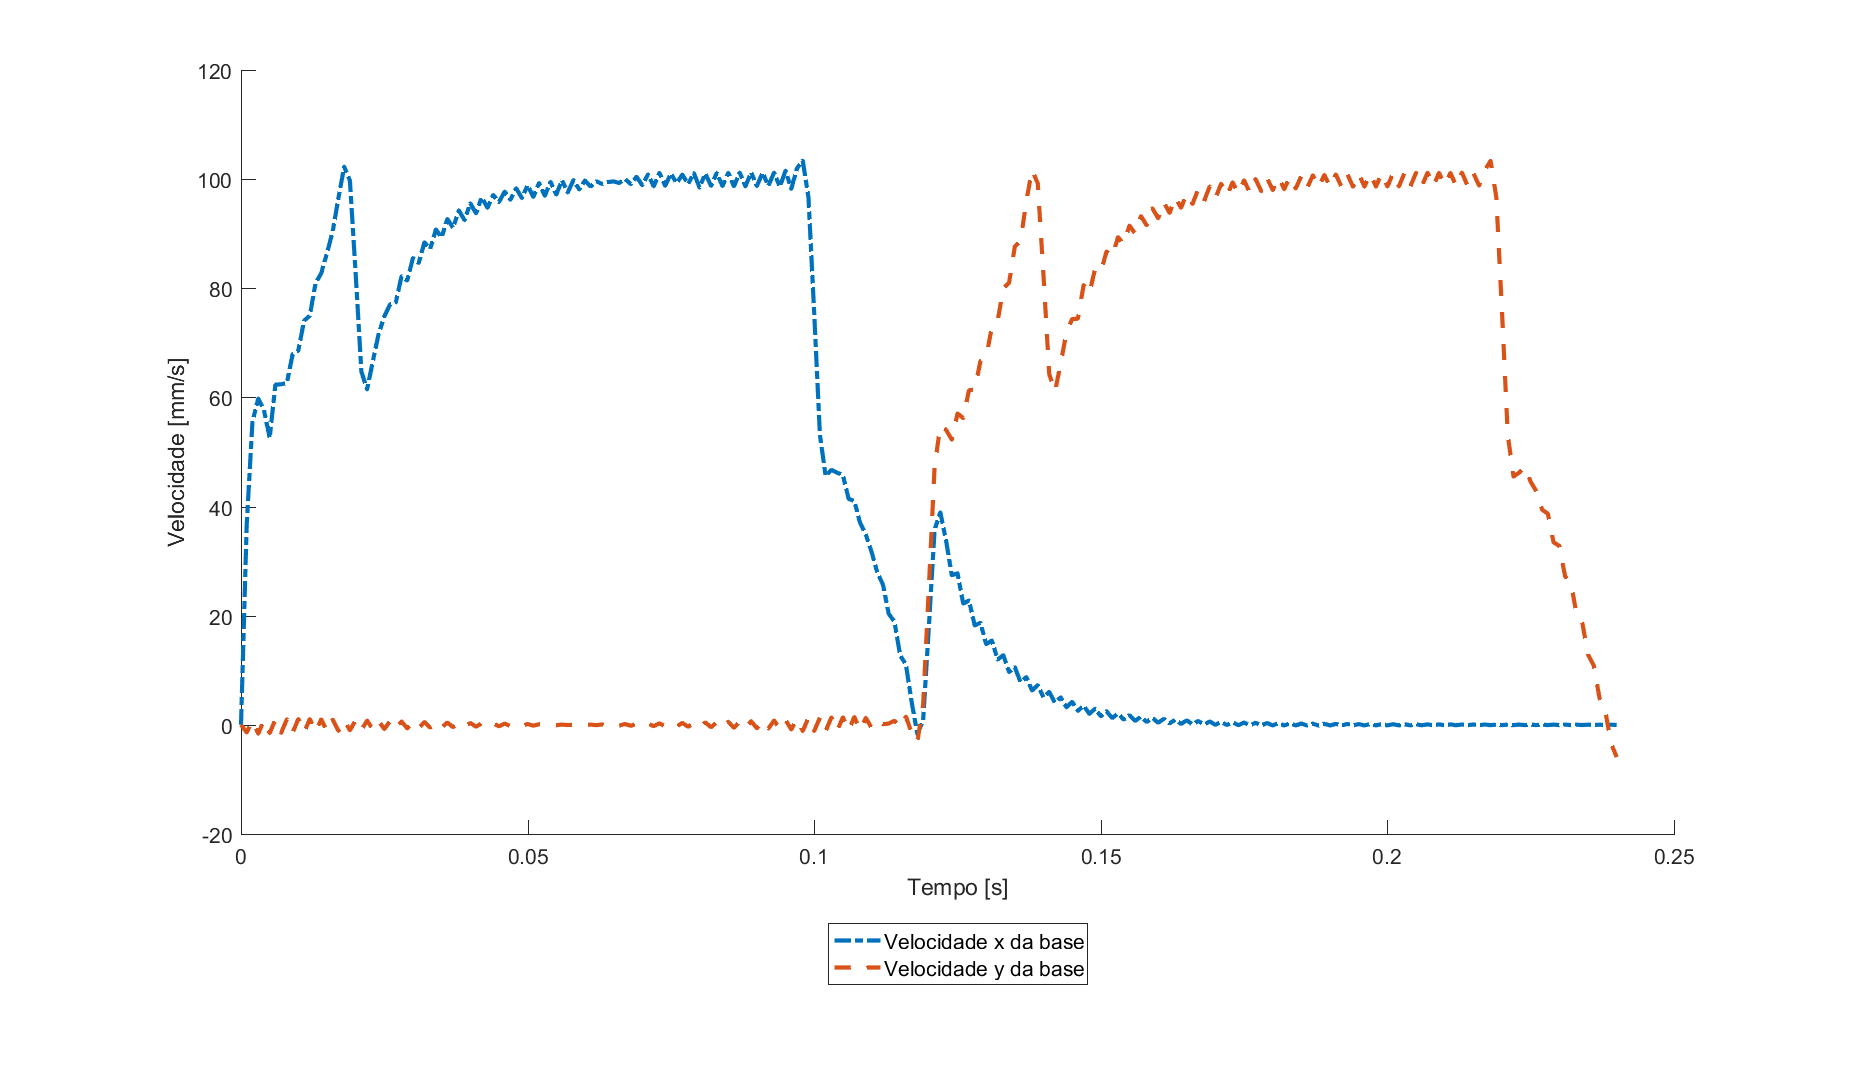 120
100
80
60
40
20
0
-20
Velocidade [mm/s]
0 0.05 0.1 0.15 0.2 0.25
Tempo [s]
Velocidade x da base
Velocidade y da base